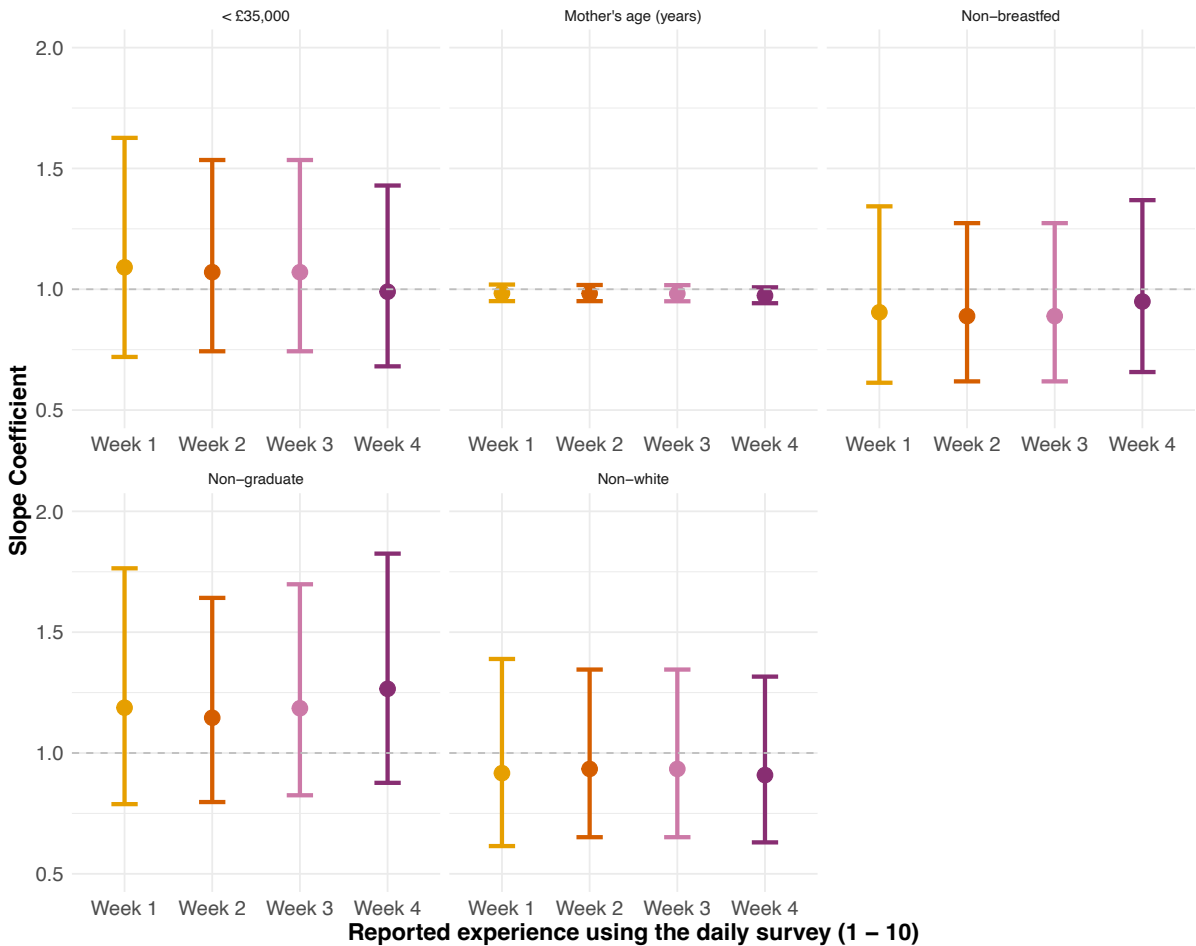 < £35,000
Mother's age (years)
Non−breastfed
2.0
1.5
1.0
0.5
Week 1 Week 2 Week 3 Week 4
Week 1 Week 2 Week 3 Week 4
Week 1 Week 2 Week 3 Week 4
Slope Coefficient
Non−graduate
Non−white
2.0
1.5
1.0
0.5
Week 1 Week 2 Week 3 Week 4
Week 1 Week 2 Week 3 Week 4
Reported experience using the daily survey (1 − 10)